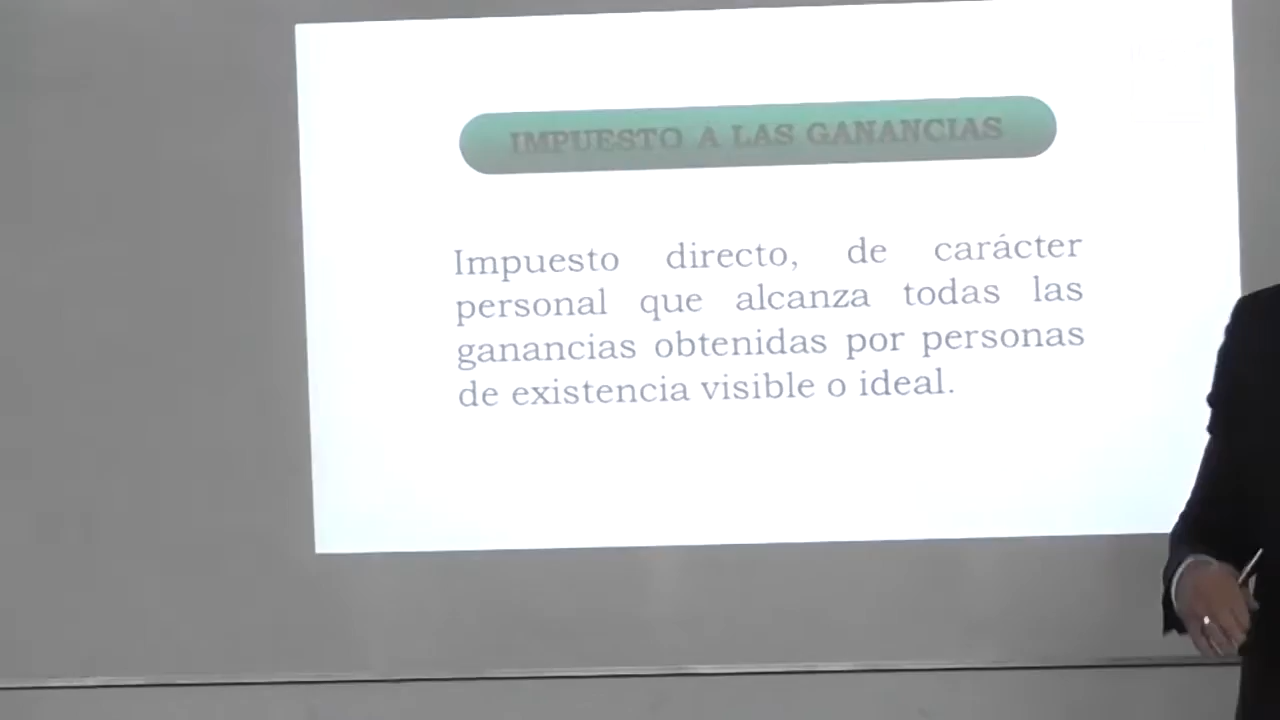 IMPUESTO A LAS GANANCIAS
Impuesto directo, de carácter
personal que alcanza todas las
ganancias obtenidas por personas
de existencia visible o ideal.